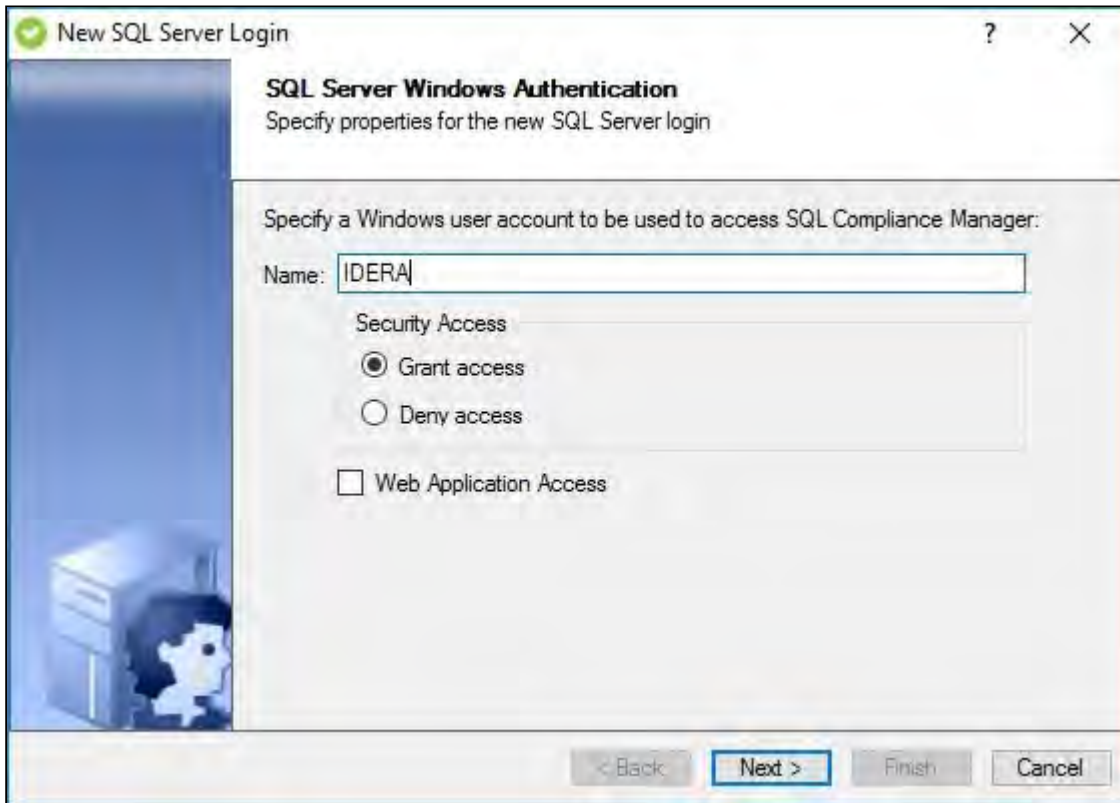 New SQL Server Login
?
SQL Server Windows Authentication
Specify properties for the new SQL Server login
Specify a Windows user account to be used to access SQL Compliance Manager:
Name: IDERA
Security Access
Grant access
Deny access
Web Application Access
< Back Next > Finish Cancel